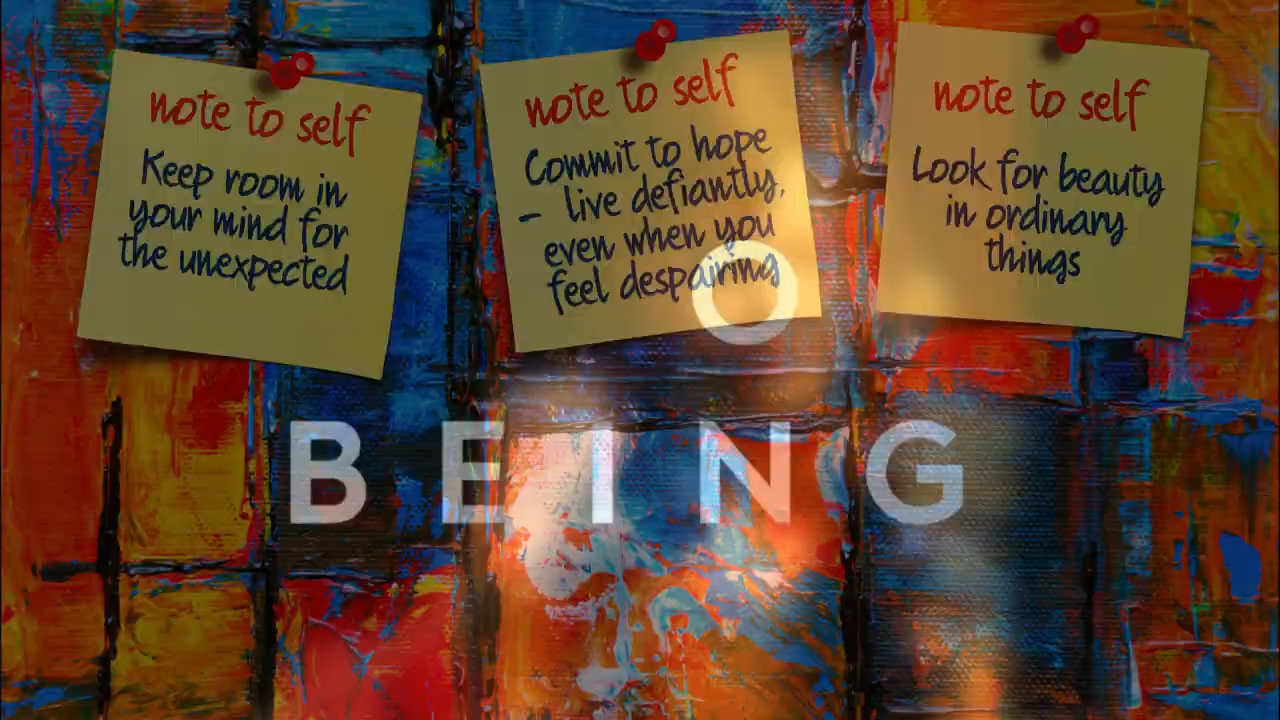 note to self
Keep room in
your mind for
the unexpected
note to self
Commit to hope
– live defiantly,
even when you
feel despairing
note to self
Look for beauty
in ordinary
things
O
BEING